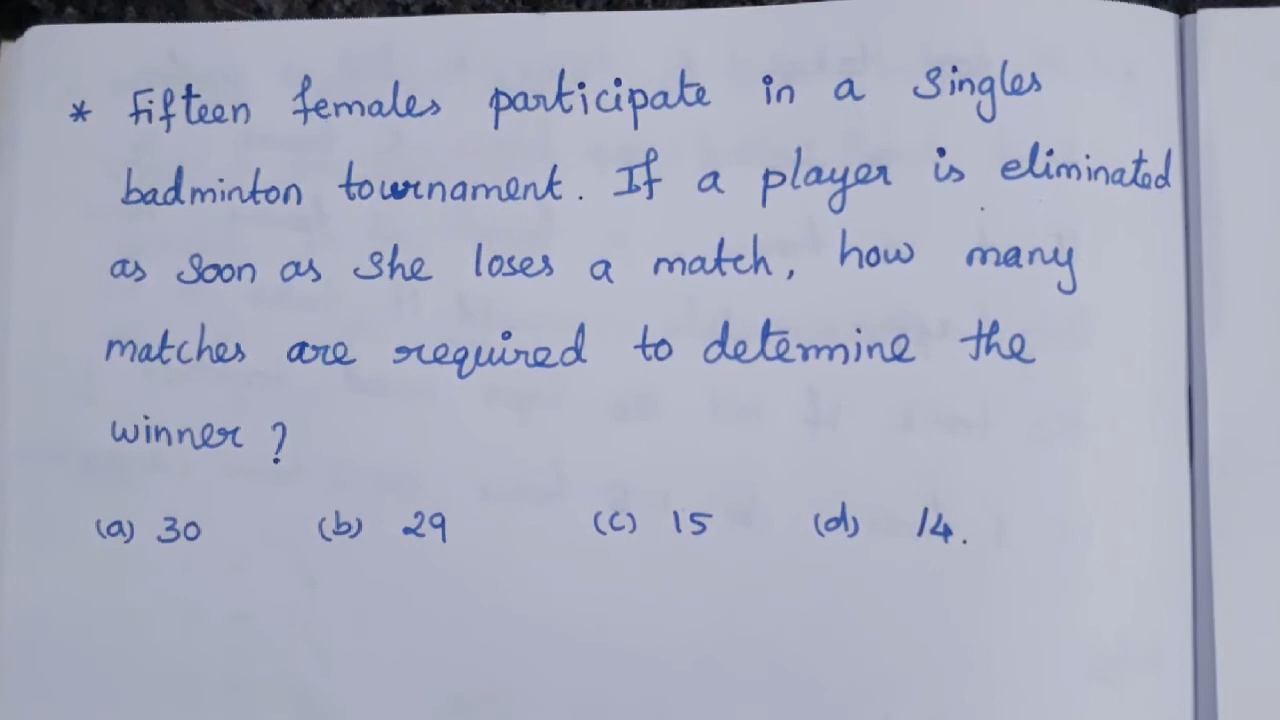 * Fifteen females participate in a singles
badminton tournament. If a player is eliminated
as soon as she loses a match, how many
matches are required to determine the
winner?
(a) 30 (b) 29 (c) 15 (d) 14.